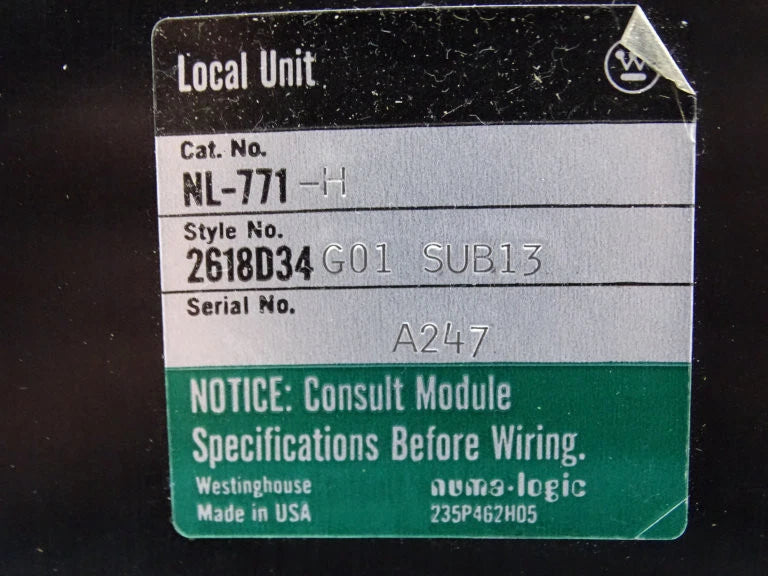 Local Unit
W
Cat. No.
NL-771 -H
Style No.
2618D34 G01 SUB13
Serial No.
A247
NOTICE: Consult Module
Specifications Before Wiring.
Westinghouse numa·logic
Made in USA 235P462H05